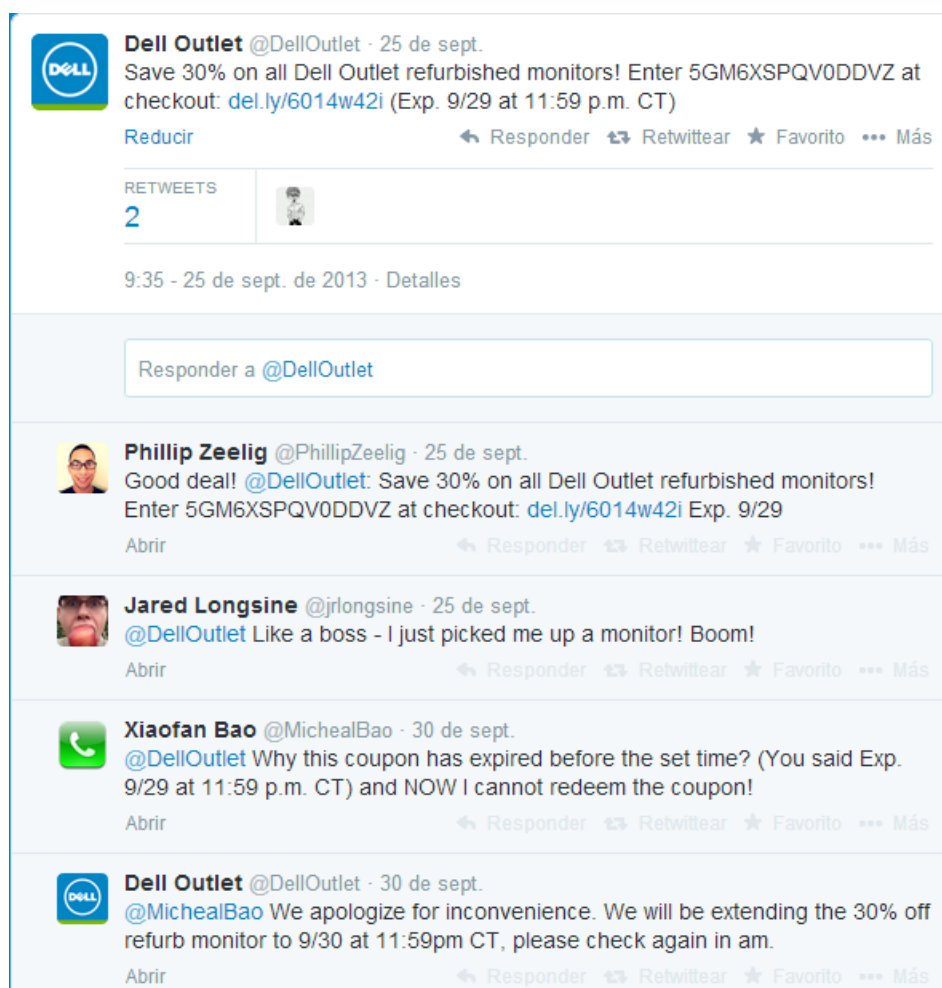 DELL
Dell Outlet @DellOutlet · 25 de sept.
Save 30% on all Dell Outlet refurbished monitors! Enter 5GM6XSPQV0DDVZ at
checkout: del.ly/6014w42i (Exp. 9/29 at 11:59 p.m. CT)
Reducir Responder Retwittear Favorito Más
RETWEETS
2
9:35 - 25 de sept. de 2013 · Detalles
Responder a @DellOutlet
Phillip Zeelig @PhillipZeelig · 25 de sept.
Good deal! @DellOutlet: Save 30% on all Dell Outlet refurbished monitors!
Enter 5GM6XSPQV0DDVZ at checkout: del.ly/6014w42i Exp. 9/29
Abrir Responder Retwittear Favorito Más
Jared Longsine @jrlongsine · 25 de sept.
@DellOutlet Like a boss - I just picked me up a monitor! Boom!
Abrir Responder Retwittear Favorito Más
Xiaofan Bao @MichealBao · 30 de sept.
@DellOutlet Why this coupon has expired before the set time? (You said Exp.
9/29 at 11:59 p.m. CT) and NOW I cannot redeem the coupon!
Abrir Responder Retwittear Favorito Más
DELL
Dell Outlet @DellOutlet · 30 de sept.
@MichealBao We apologize for inconvenience. We will be extending the 30% off
refurb monitor to 9/30 at 11:59pm CT, please check again in am.
Abrir Responder Retwittear Favorito Más